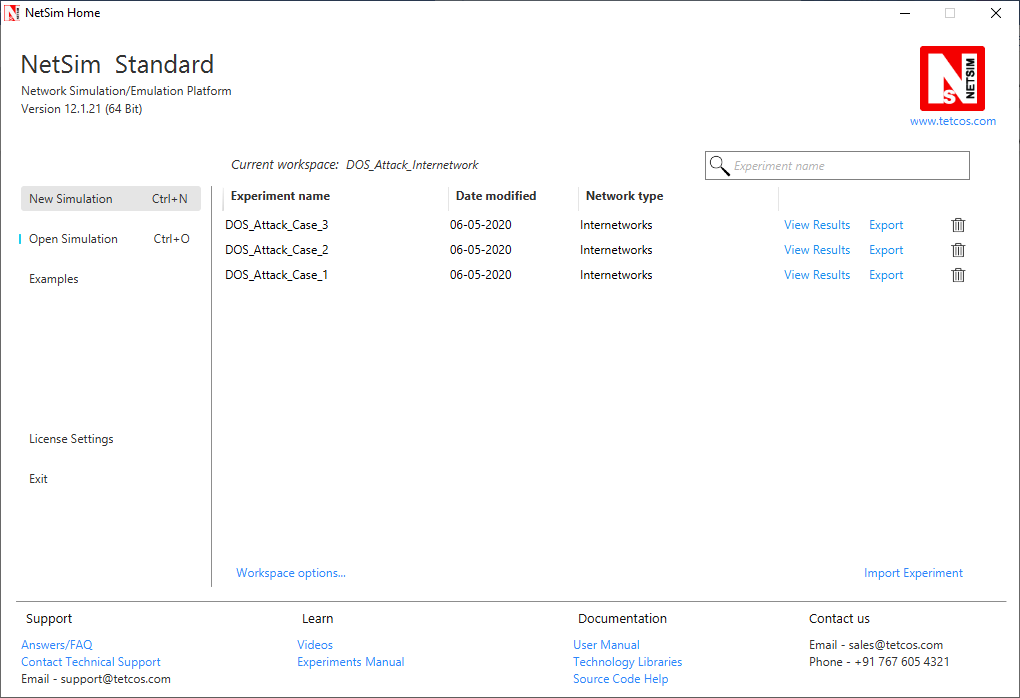 NetSim Home
NetSim Standard
Network Simulation/Emulation Platform
Version 12.1.21 (64 Bit)
N
S
NETSIM
www.tetcos.com
Current workspace: DOS_Attack_Internetwork
Experiment name
New Simulation Ctrl+N
Open Simulation Ctrl+O
Examples
License Settings
Exit
Experiment name Date modified Network type
DOS_Attack_Case_3 06-05-2020 Internetworks View Results Export
DOS_Attack_Case_2 06-05-2020 Internetworks View Results Export
DOS_Attack_Case_1 06-05-2020 Internetworks View Results Export
Workspace options... Import Experiment
Support
Answers/FAQ
Contact Technical Support
Email - support@tetcos.com
Learn
Videos
Experiments Manual
Documentation
User Manual
Technology Libraries
Source Code Help
Contact us
Email - sales@tetcos.com
Phone - +91 767 605 4321